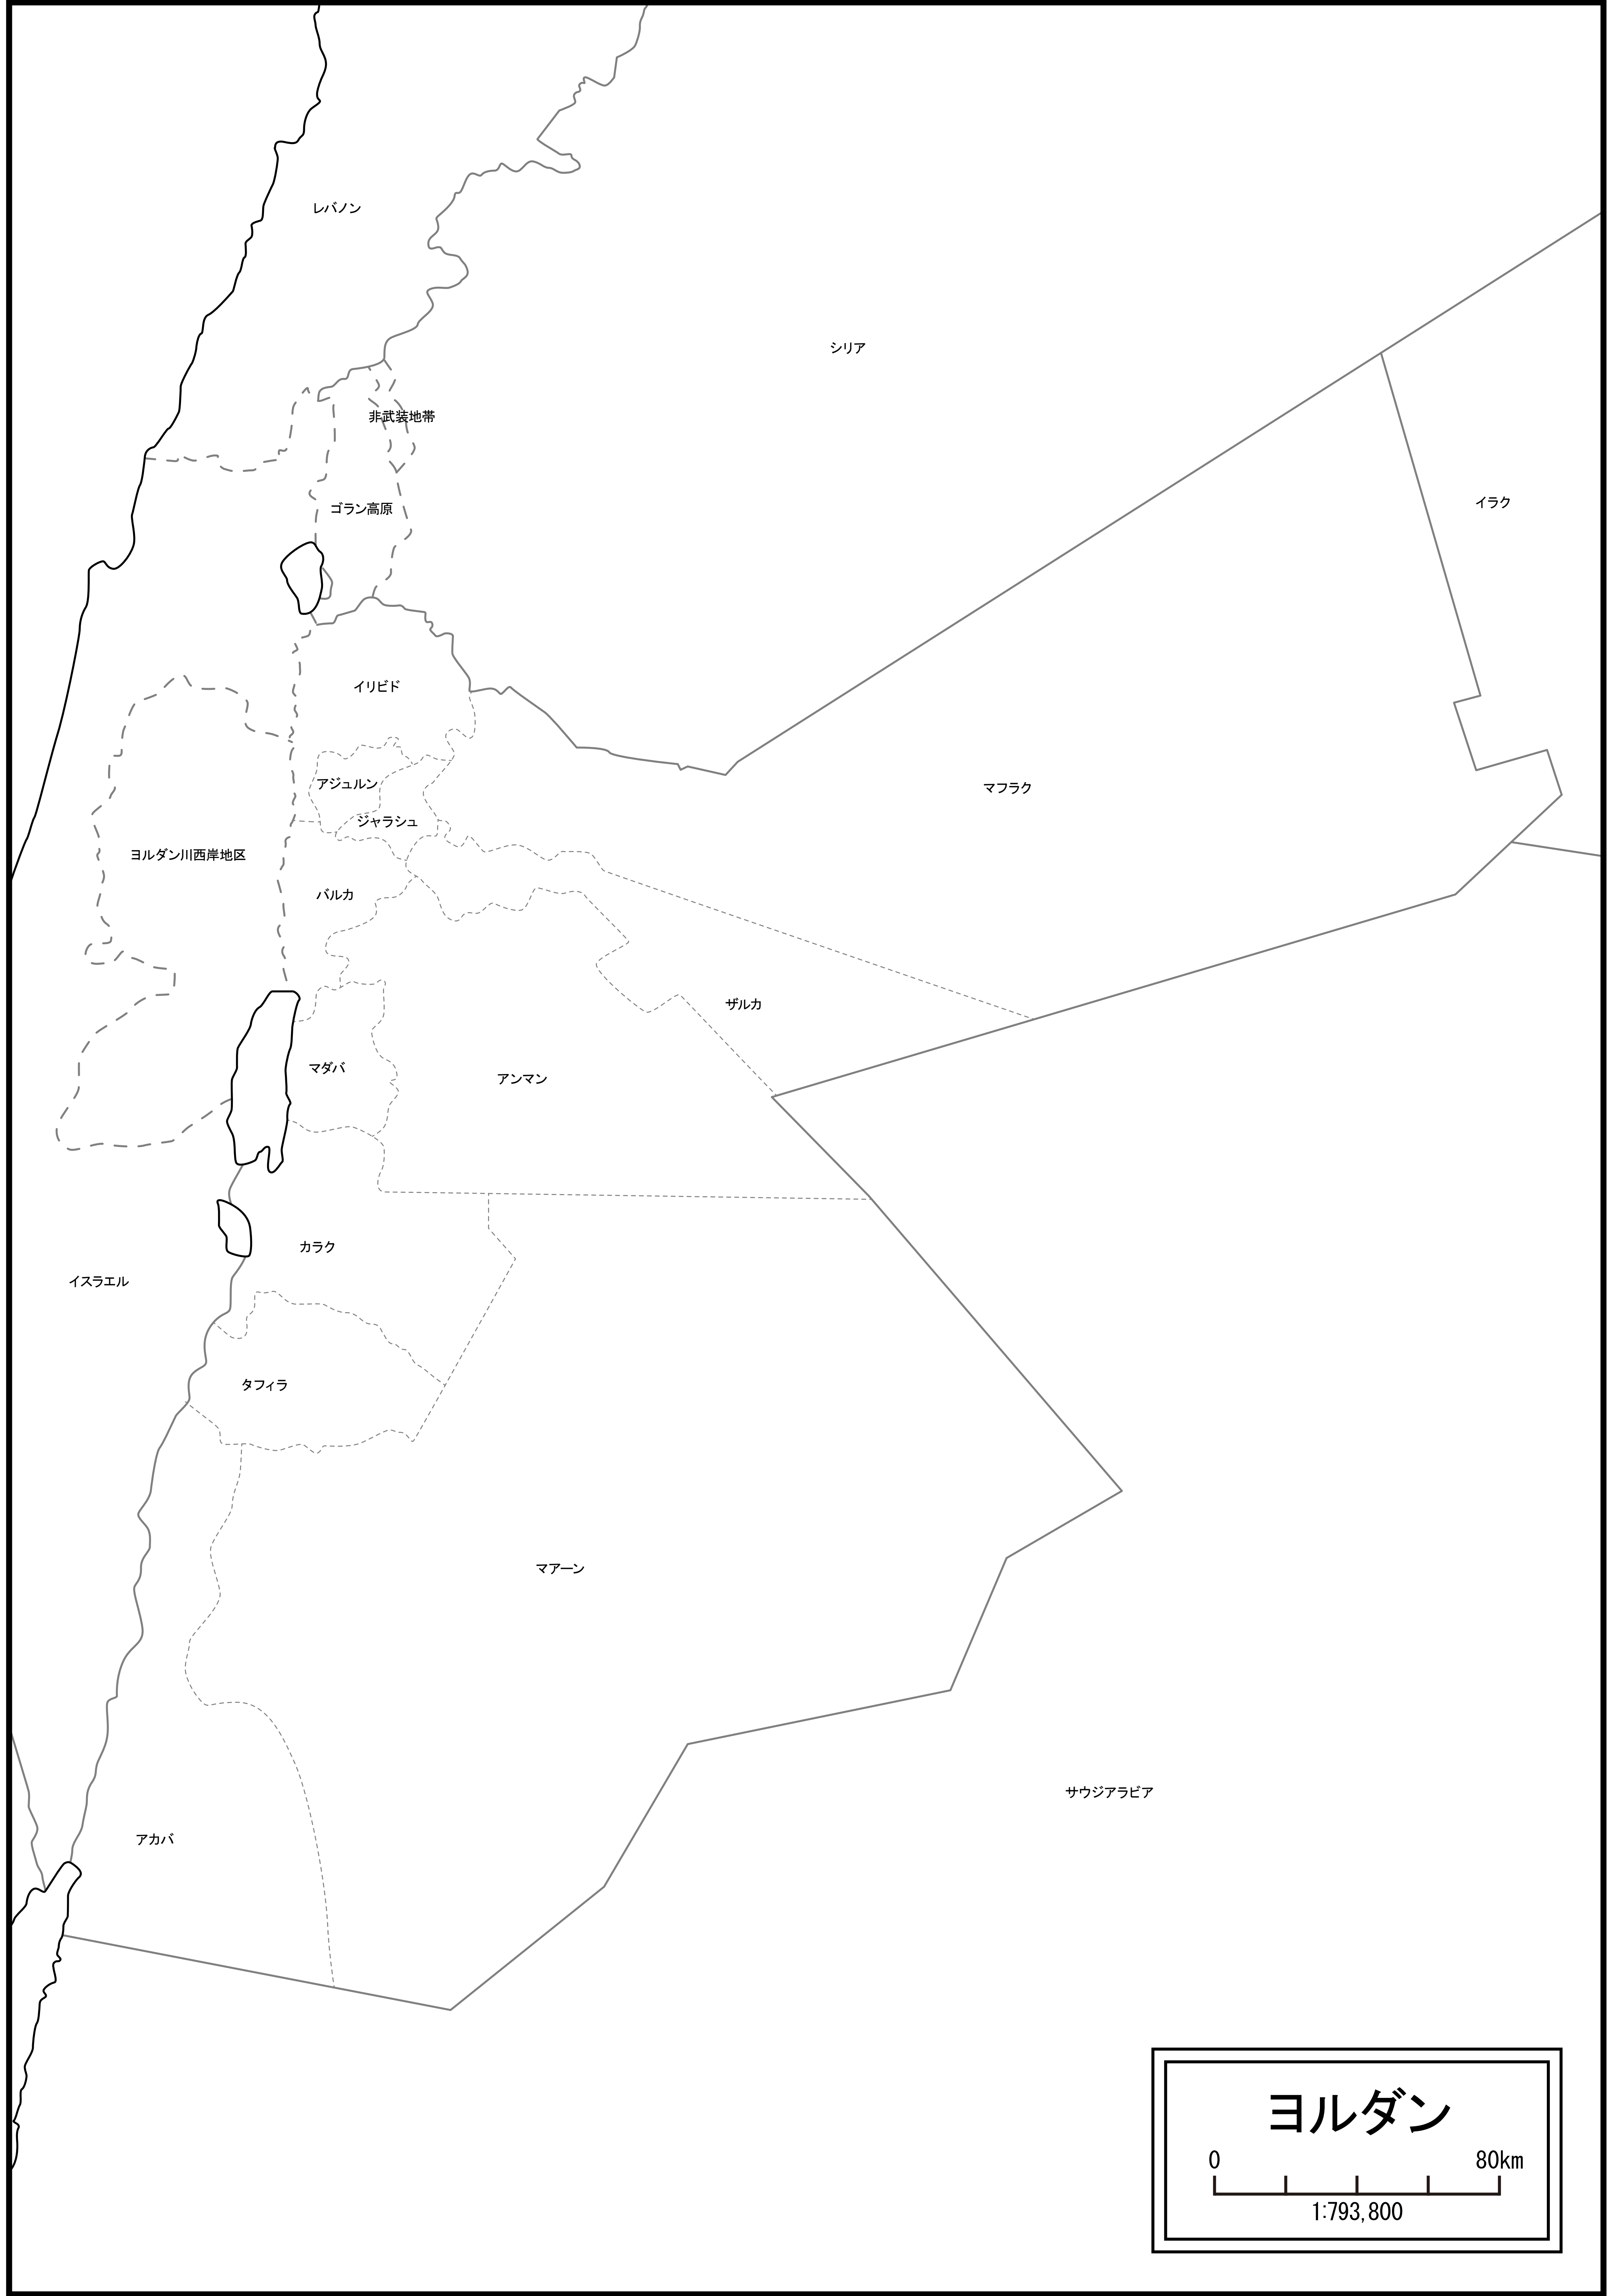 レバノン
シリア
非武装地帯
イラク
ゴラン高原
イリビド
アジュルン
マフラク
ジャラシュ
ヨルダン川西岸地区
バルカ
ザルカ
マダバ
アンマン
カラク
イスラエル
タフィラ
マアーン
サウジアラビア
アカバ
ヨルダン
0 80km
1:793,800